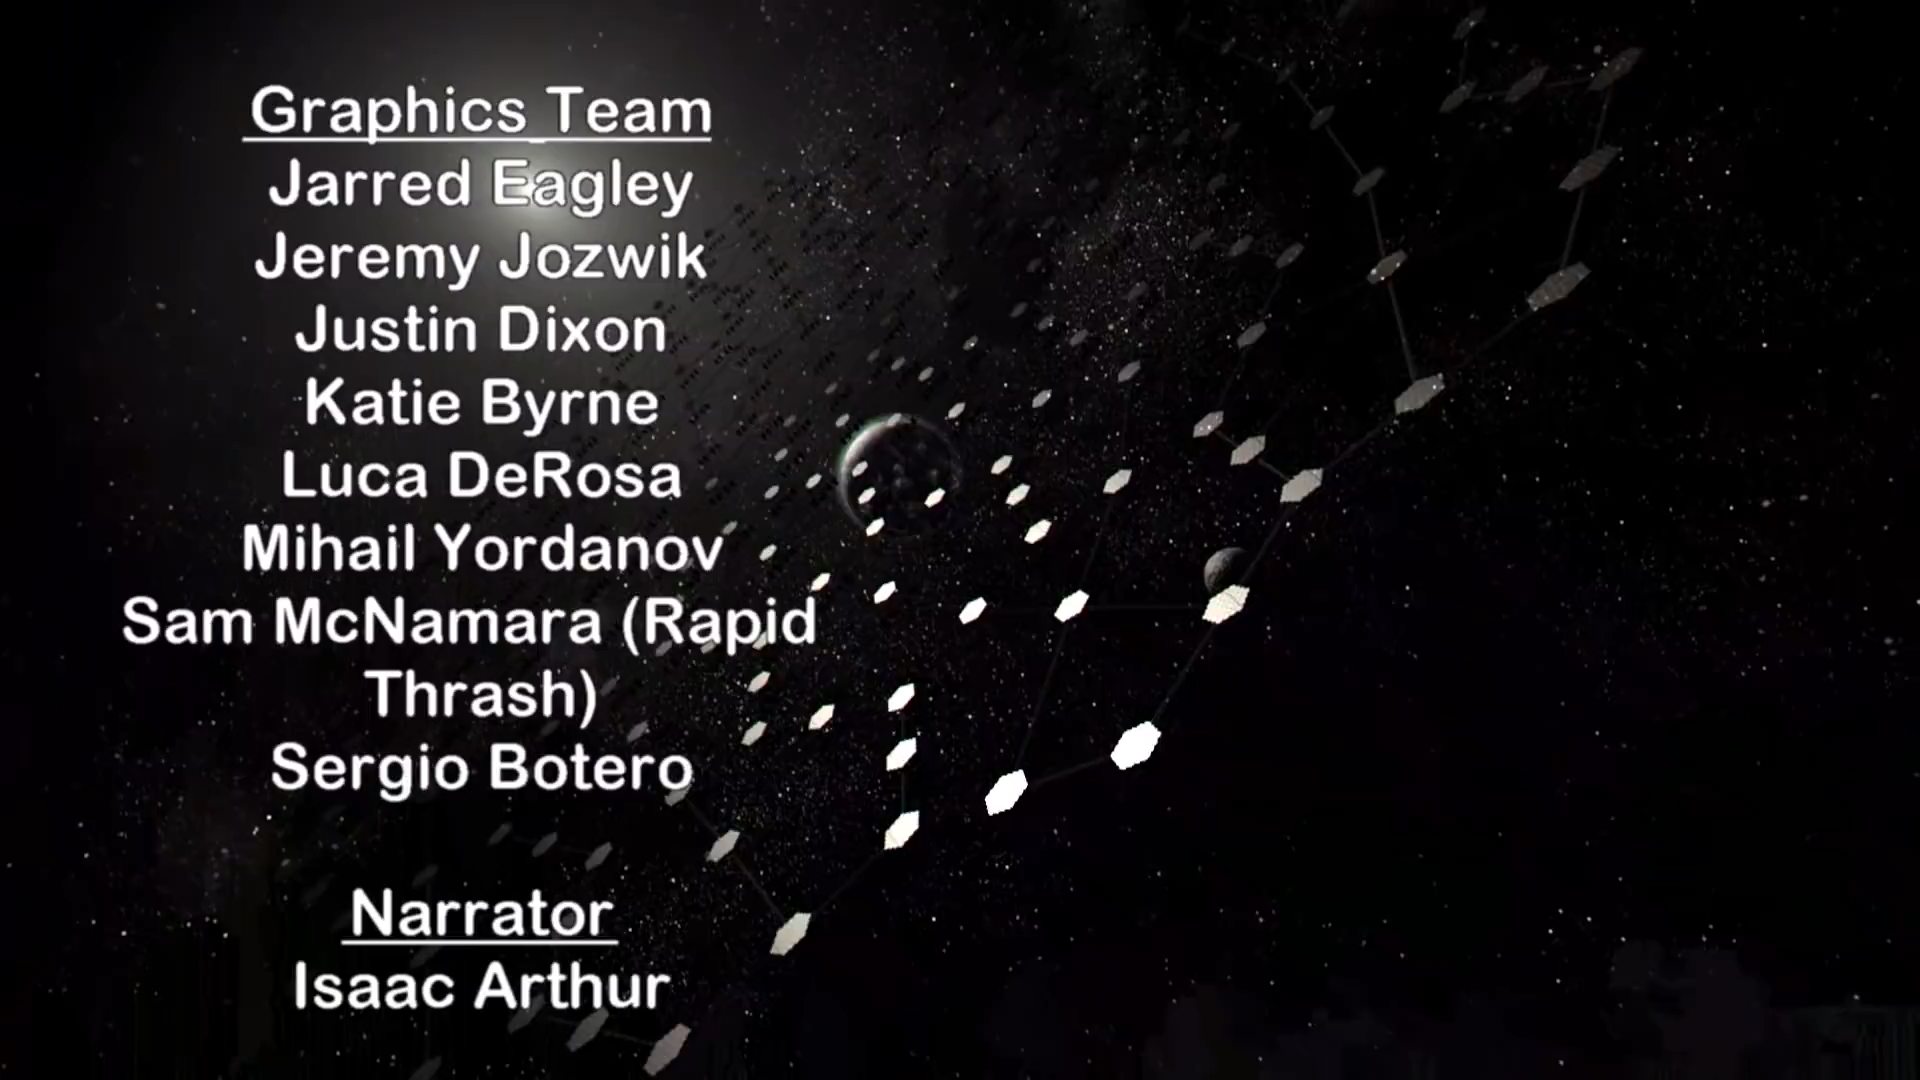 Graphics Team
Jarred Eagley
Jeremy Jozwik
Justin Dixon
Katie Byrne
Luca DeRosa
Mihail Yordanov
Sam McNamara (Rapid
Thrash)
Sergio Botero
Narrator
Isaac Arthur